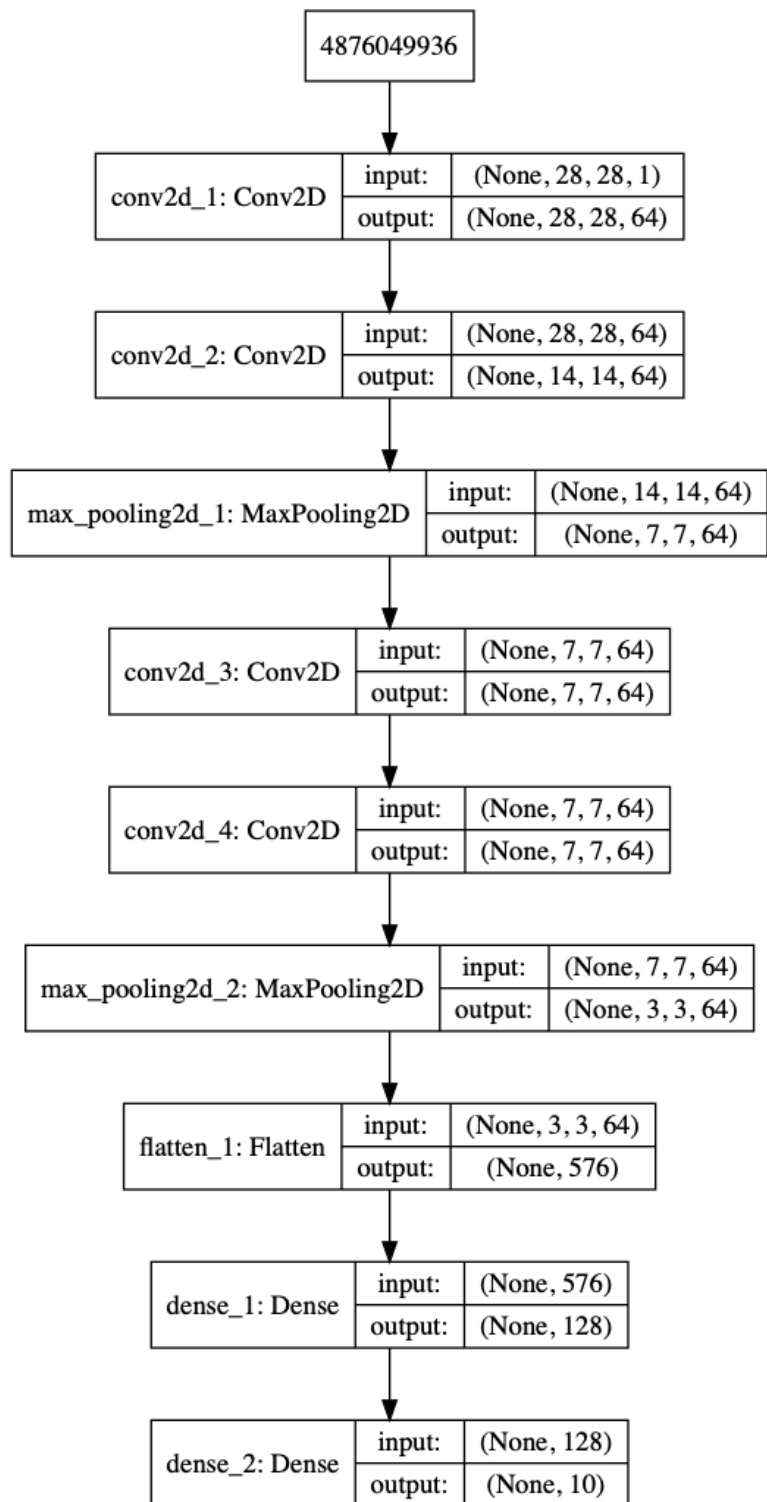 4876049936
conv2d_1: Conv2D
input: (None, 28, 28, 1)
output: (None, 28, 28, 64)
conv2d_2: Conv2D
input: (None, 28, 28, 64)
output: (None, 14, 14, 64)
max_pooling2d_1: MaxPooling2D
input: (None, 14, 14, 64)
output: (None, 7, 7, 64)
conv2d_3: Conv2D
input: (None, 7, 7, 64)
output: (None, 7, 7, 64)
conv2d_4: Conv2D
input: (None, 7, 7, 64)
output: (None, 7, 7, 64)
max_pooling2d_2: MaxPooling2D
input: (None, 7, 7, 64)
output: (None, 3, 3, 64)
flatten_1: Flatten
input: (None, 3, 3, 64)
output: (None, 576)
dense_1: Dense
input: (None, 576)
output: (None, 128)
dense_2: Dense
input: (None, 128)
output: (None, 10)